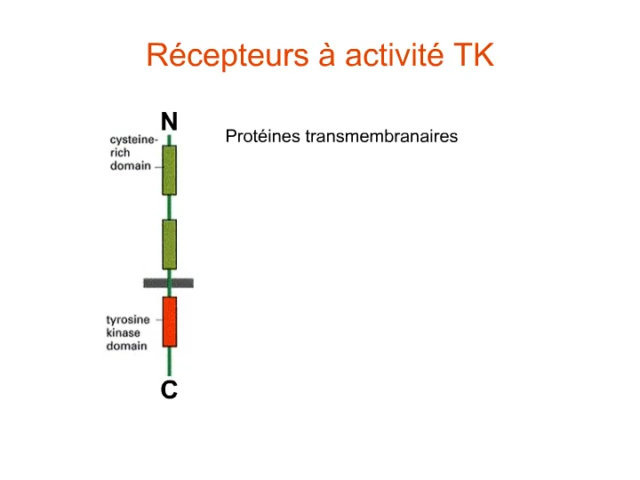 Récepteurs à activité TK
N
cysteine-
rich
domain
Protéines transmembranaires
tyrosine
kinase
domain
C